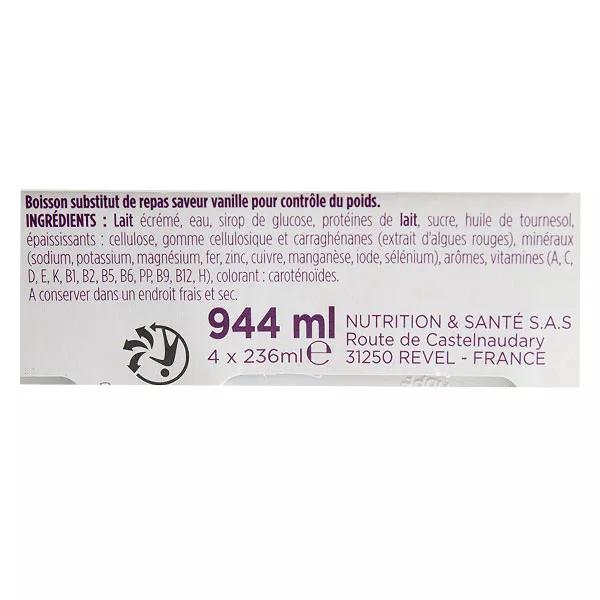 Boisson substitut de repas saveur vanille pour contrôle du poids.
INGRÉDIENTS : Lait écrémé, eau, sirop de glucose, protéines de lait, sucre, huile de tournesol,
épaississants : cellulose, gomme cellulosique et carraghénanes (extrait d'algues rouges), minéraux
(sodium, potassium, magnésium, fer, zinc, cuivre, manganèse, iode, sélénium), arômes, vitamines (A, C,
D, E, K, B1, B2, B5, B6, PP, B9, B12, H), colorant : caroténoïdes.
A conserver dans un endroit frais et sec.
944 ml
4 x 236ml e
NUTRITION & SANTÉ S.A.S
Route de Castelnaudary
31250 REVEL - FRANCE